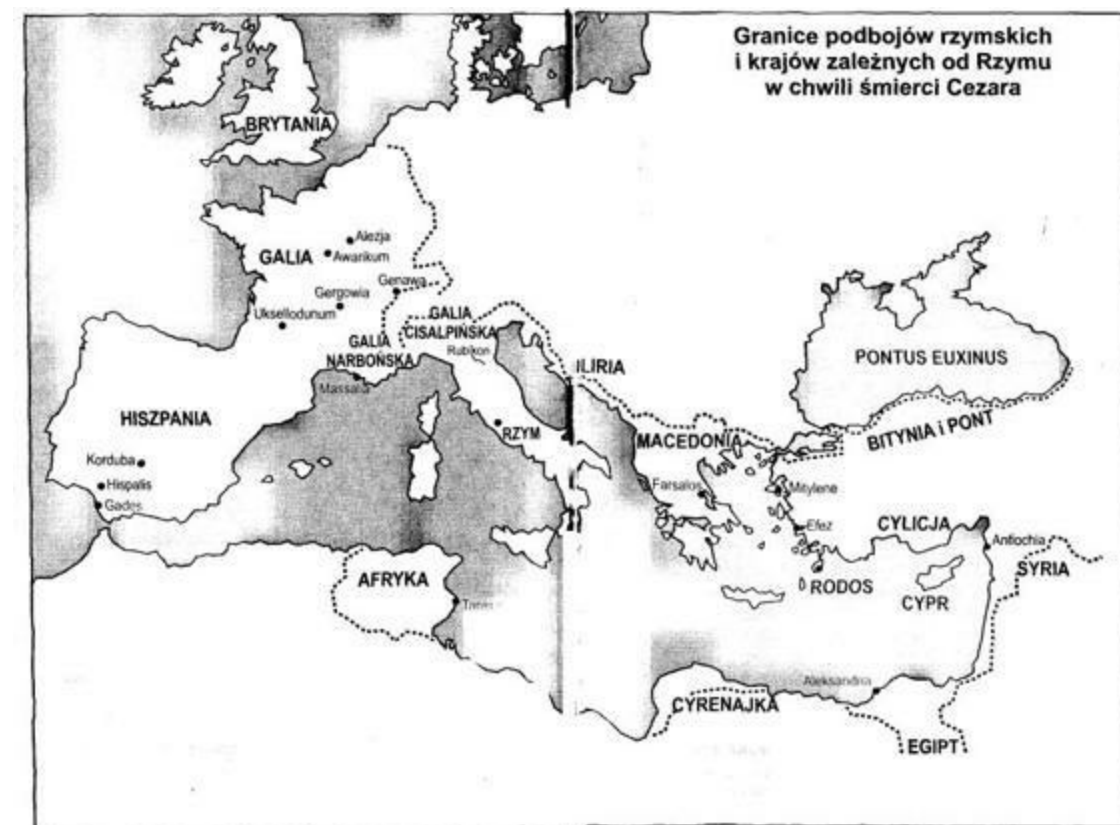 Granice podbojów rzymskich
i krajów zależnych od Rzymu
w chwili śmierci Cezara
BRYTANIA
Alezja
GALIA
Awarikum
Genawa
Gergowia
Uksellodunum
GALIA
CISALPIŃSKA
Rubikon
GALIA
NARBOŃSKA
Massalia
ILIRIA
PONTUS EUXINUS
HISZPANIA
RZYM
MACEDONIA
BITYNIA i PONT
Korduba
Hispalis
Gades
Farsalos
Mitylene
Efez
CYLICJA
Antiochia
AFRYKA
RODOS
CYPR
SYRIA
Aleksandria
CYRENAJKA
EGIPT